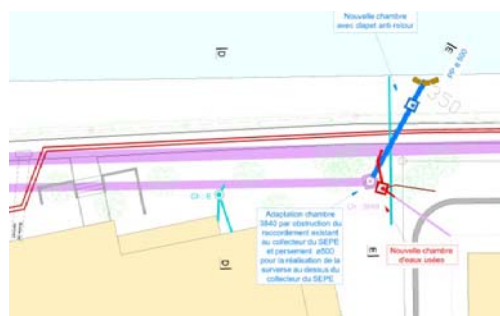 Nouvelle chambre
avec clapet anti-retour
D
E
PP ø 500
350
Adaptation chambre
3840 par obstruction du
raccordement existant
au collecteur du SEPE
et percement ø500
pour la réalisation de la
surverse au dessus du
collecteur du SEPE
Nouvelle chambre
d'eaux usées
D
E